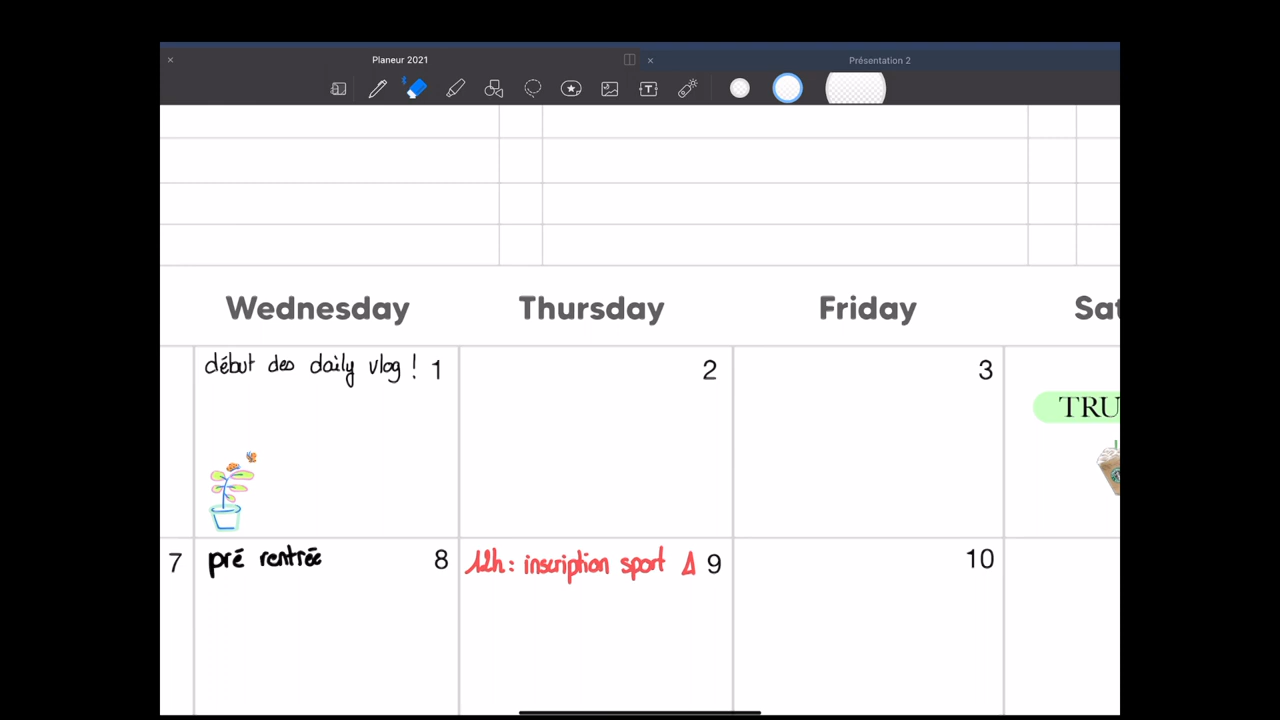 Planeur 2021
Présentation 2
Wednesday
Thursday
Friday
Sat
début des daily vlog ! 1
2
3
TRU
7
pré rentrée 8
12h : inscription sport 9
10